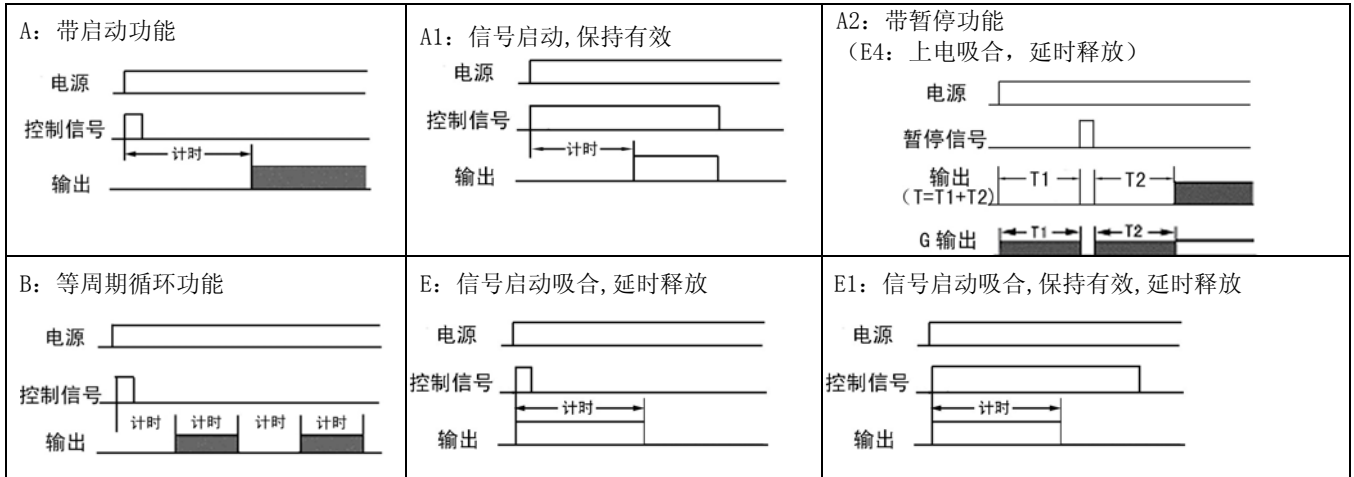 A：带启动功能
电源
控制信号
计时
输出
A1：信号启动,保持有效
电源
控制信号
计时
输出
A2：带暂停功能
（E4：上电吸合，延时释放）
电源
暂停信号
输出 T1 T2
（T=T1+T2）
G 输出 T1 T2
B：等周期循环功能
电源
控制信号
计时 计时 计时 计时
输出
E：信号启动吸合,延时释放
电源
控制信号
计时
输出
E1：信号启动吸合,保持有效,延时释放
电源
控制信号
计时
输出